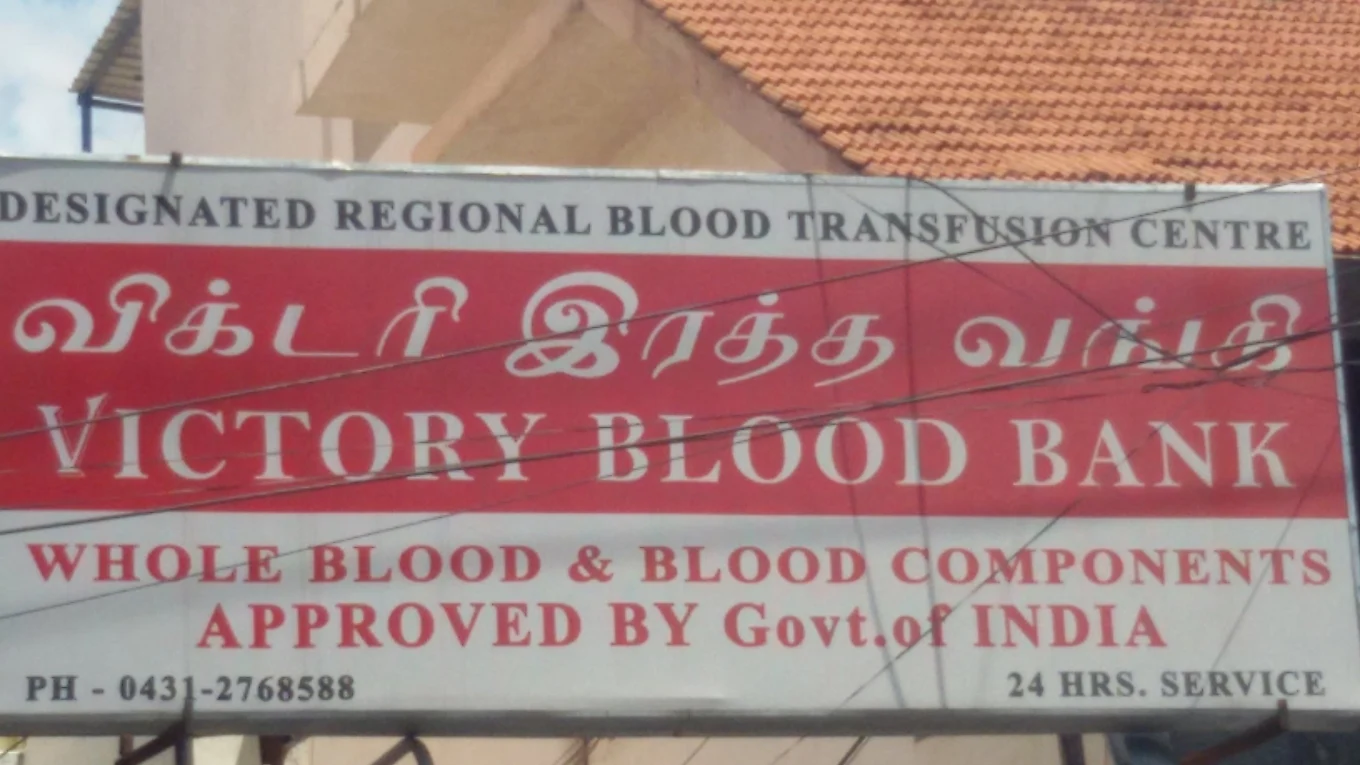 DESIGNATED REGIONAL BLOOD TRANSFUSION CENTRE
விக்டரி இரத்த வங்கி
VICTORY BLOOD BANK
WHOLE BLOOD & BLOOD COMPONENTS
APPROVED BY Govt.of INDIA
PH - 0431-2768588 24 HRS. SERVICE